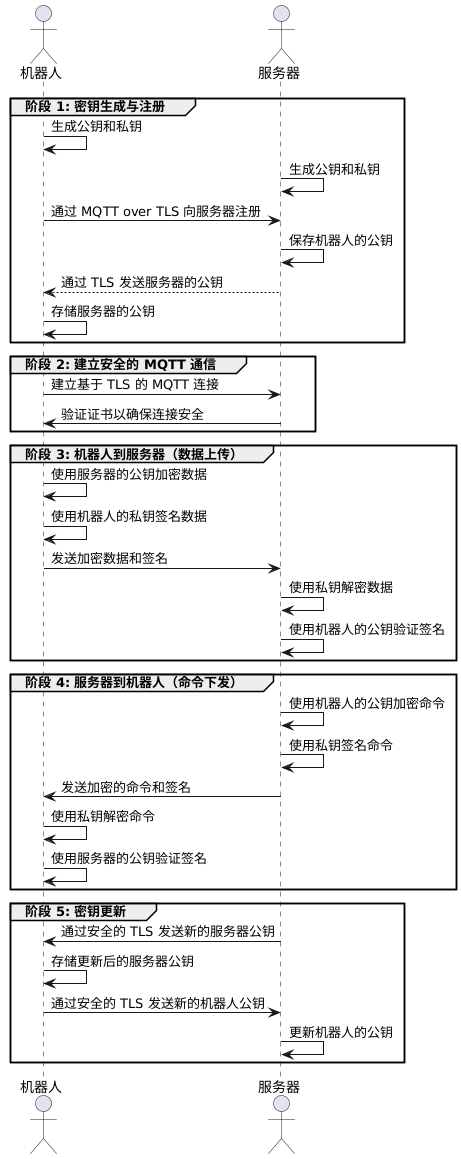 机器人
服务器
阶段 1: 密钥生成与注册
生成公钥和私钥
生成公钥和私钥
通过 MQTT over TLS 向服务器注册
保存机器人的公钥
通过 TLS 发送服务器的公钥
存储服务器的公钥
阶段 2: 建立安全的 MQTT 通信
建立基于 TLS 的 MQTT 连接
验证证书以确保连接安全
阶段 3: 机器人到服务器（数据上传）
使用服务器的公钥加密数据
使用机器人的私钥签名数据
发送加密数据和签名
使用私钥解密数据
使用机器人的公钥验证签名
阶段 4: 服务器到机器人（命令下发）
使用机器人的公钥加密命令
使用私钥签名命令
发送加密的命令和签名
使用私钥解密命令
使用服务器的公钥验证签名
阶段 5: 密钥更新
通过安全的 TLS 发送新的服务器公钥
存储更新后的服务器公钥
通过安全的 TLS 发送新的机器人公钥
更新机器人的公钥
机器人
服务器